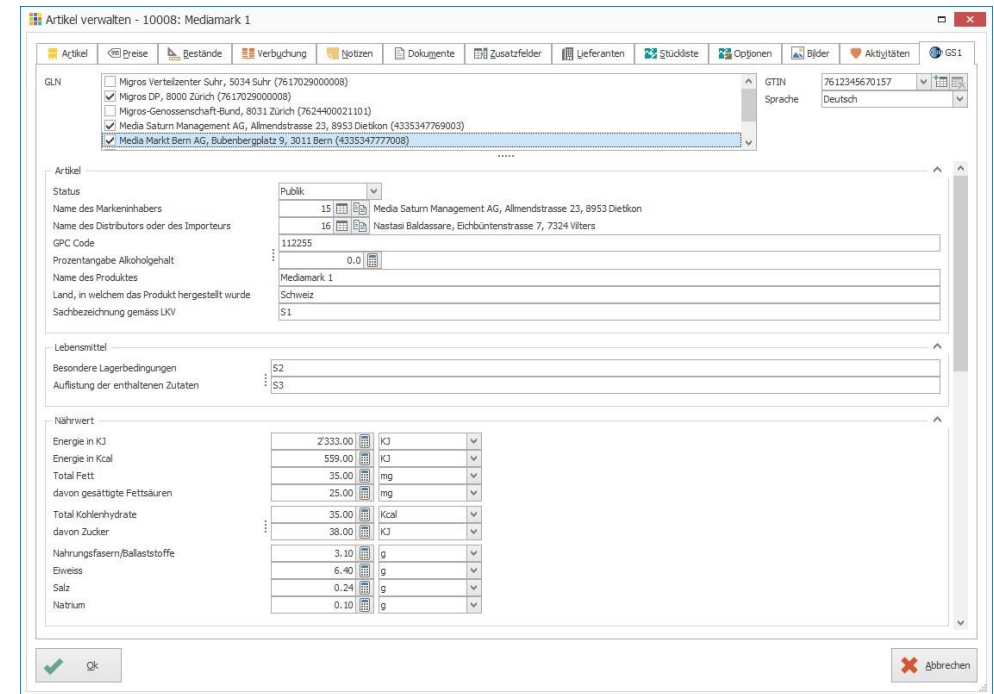 Artikel verwalten - 10008: Mediamark 1
Artikel Preise Bestände Verbuchung Notizen Dokumente Zusatzfelder Lieferanten Stückliste Optionen Bilder Aktivitäten GS1
GLN
Migros Verteilzenter Suhr, 5034 Suhr (7617029000008)
Migros DP, 8000 Zürich (7617029000008)
Migros-Genossenschaft-Bund, 8031 Zürich (7624400021101)
Media Saturn Management AG, Allmendstrasse 23, 8953 Dietikon (4335347769003)
Media Markt Bern AG, Bubenbergplatz 9, 3011 Bern (4335347777008)
GTIN 7612345670157
Sprache Deutsch
Artikel
Status Publik
Name des Markeninhabers 15 Media Saturn Management AG, Allmendstrasse 23, 8953 Dietikon
Name des Distributors oder des Importeurs 16 Nastasi Baldassare, Eichbüntenstrasse 7, 7324 Vilters
GPC Code 112255
Prozentangabe Alkoholgehalt 0.0
Name des Produktes Mediamark 1
Land, in welchem das Produkt hergestellt wurde Schweiz
Sachbezeichnung gemäss LKV S1
Lebensmittel
Besondere Lagerbedingungen S2
Auflistung der enthaltenen Zutaten S3
Nährwert
Energie in KJ 2'333.00 KJ
Energie in Kcal 559.00 KJ
Total Fett 35.00 mg
davon gesättigte Fettsäuren 25.00 mg
Total Kohlenhydrate 35.00 Kcal
davon Zucker 38.00 KJ
Nahrungsfasern/Ballaststoffe 3.10 g
Eiweiss 6.40 g
Salz 0.24 g
Natrium 0.10 g
Ok
Abbrechen